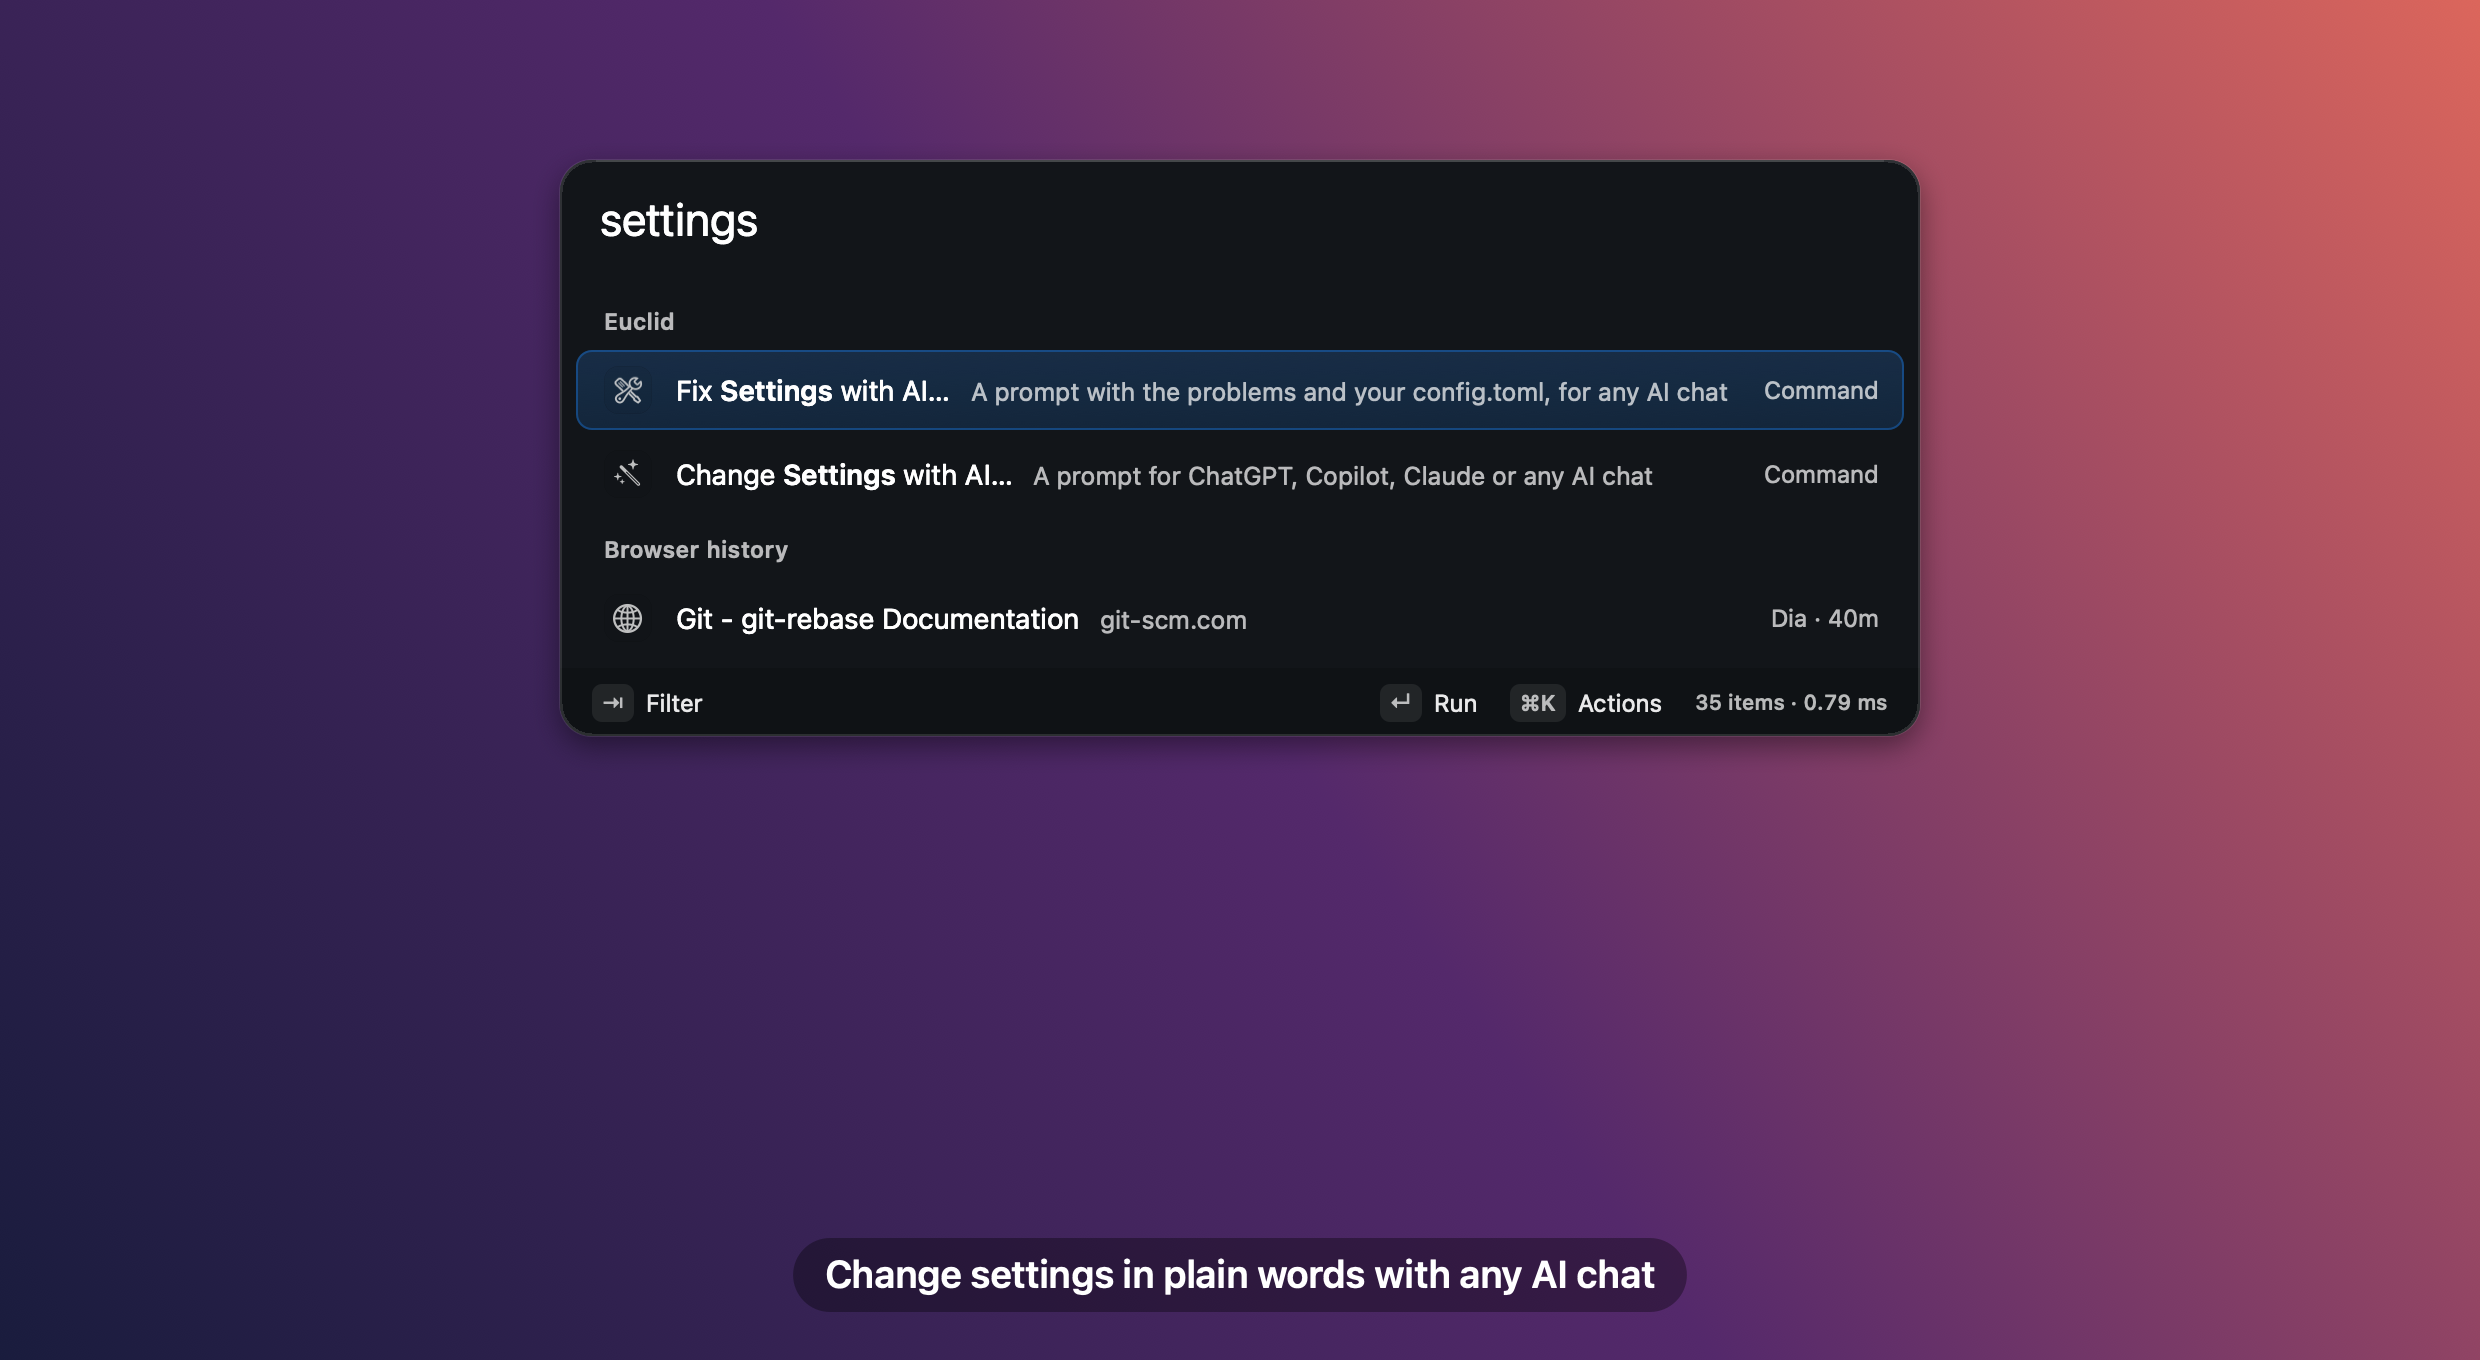 settings
Euclid
Fix Settings with AI... A prompt with the problems and your config.toml, for any AI chat Command
Change Settings with AI... A prompt for ChatGPT, Copilot, Claude or any AI chat Command
Browser history
Git - git-rebase Documentation git-scm.com Dia · 40m
Filter Run ⌘K Actions 35 items · 0.79 ms
Change settings in plain words with any AI chat